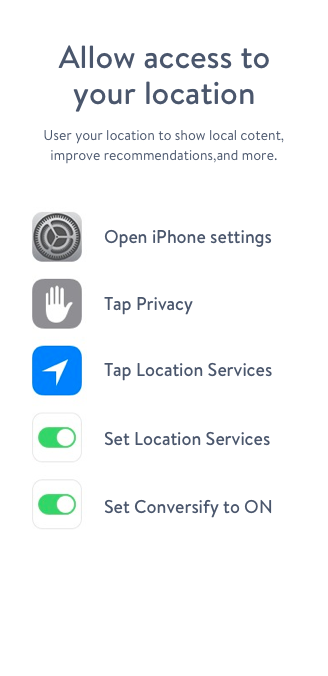 Allow access to
your location
User your location to show local cotent,
improve recommendations,and more.
Open iPhone settings
Tap Privacy
Tap Location Services
Set Location Services
Set Conversify to ON